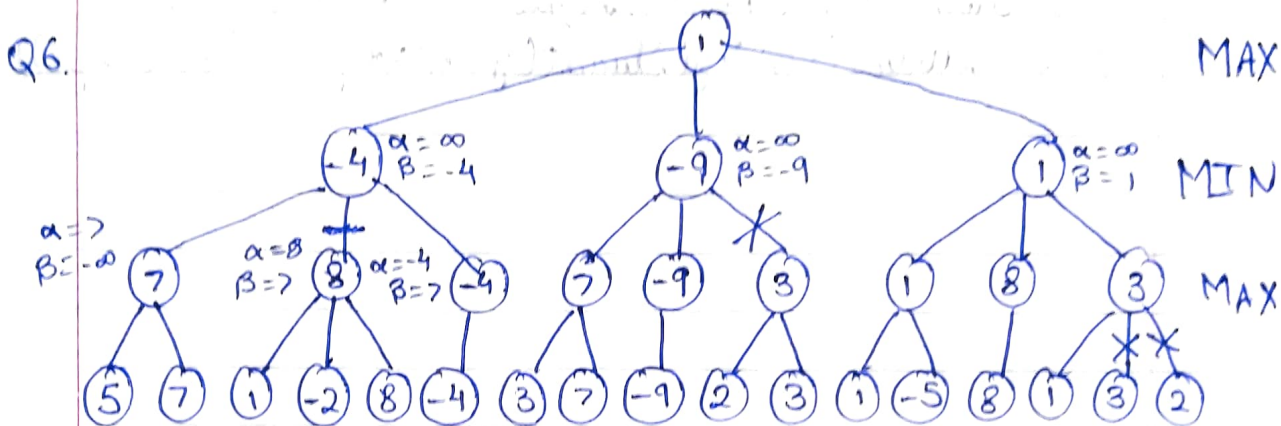 Q6.
1 MAX
-4 α = ∞ β = -4 -9 α = ∞ β = -9 1 α = ∞ β = 1 MIN
α = 7 β = -∞ 7 α = 8 β = 7 8 α = -4 β = 7 -4 7 -9 3 1 8 3 MAX
5 7 1 -2 8 -4 3 7 -9 2 3 1 -5 8 1 3 2